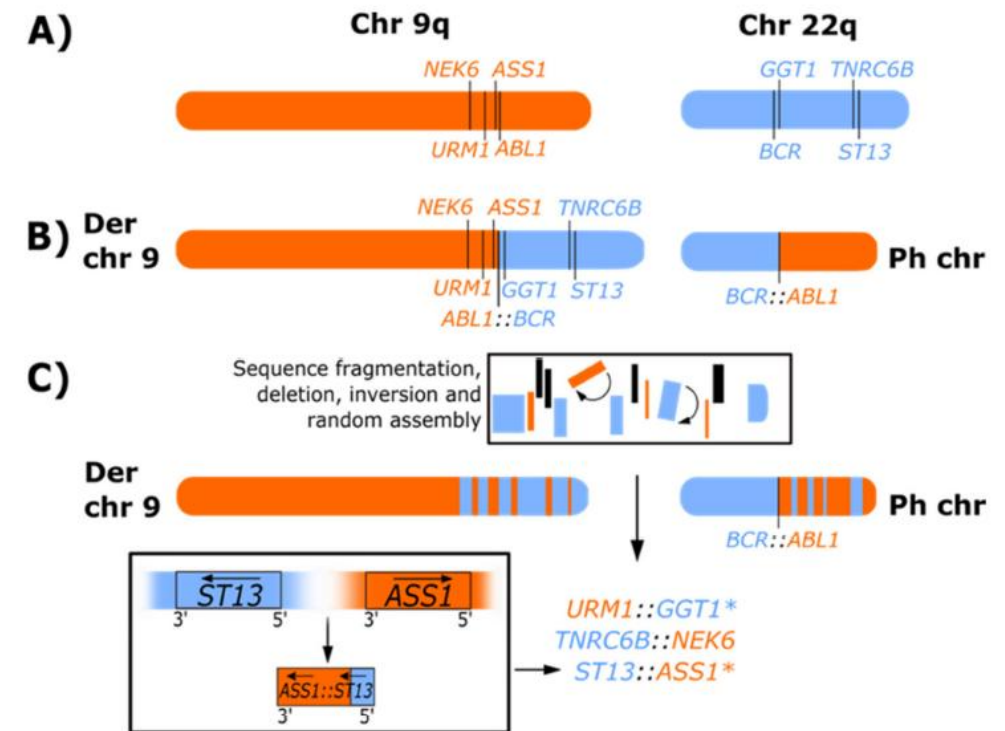 A)
Chr 9q
Chr 22q
NEK6 ASS1
GGT1 TNRC6B
URM1 ABL1
BCR ST13
B)
Der
chr 9
NEK6 ASS1 TNRC6B
URM1 GGT1 ST13
ABL1::BCR
BCR::ABL1
Ph chr
C)
Sequence fragmentation,
deletion, inversion and
random assembly
Der
chr 9
Ph chr
BCR::ABL1
ST13
ASS1
3' 5' 3' 5'
ASS1::ST13
3' 5'
URM1::GGT1*
TNRC6B::NEK6
ST13::ASS1*